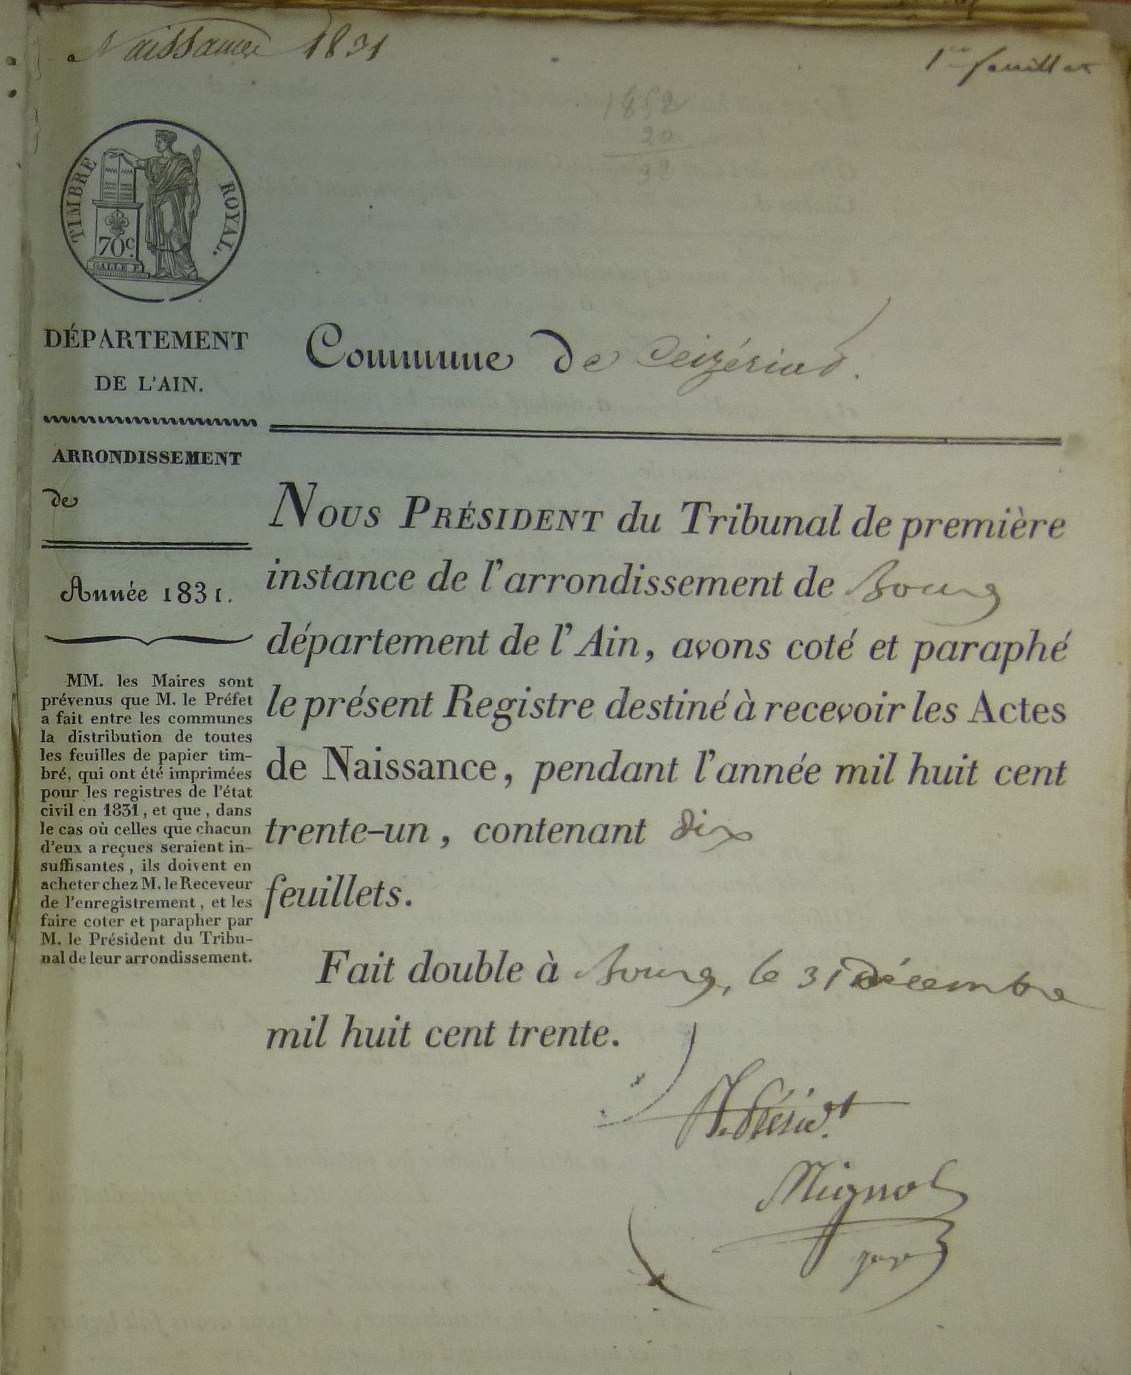 Naissance 1831
1er feuillet
1852
20
98
TIMBRE ROYAL.
70c
GALLE F.
DÉPARTEMENT
DE L'AIN.
ARRONDISSEMENT
de
Année 1831.
MM. les Maires sont
prévenus que M. le Préfet
a fait entre les communes
la distribution de toutes
les feuilles de papier tim-
bré, qui ont été imprimées
pour les registres de l'état
civil en 1831, et que, dans
le cas où celles que chacun
d'eux a reçues seraient in-
suffisantes, ils doivent en
acheter chez M. le Receveur
de l'enregistrement, et les
faire coter et parapher par
M. le Président du Tribu-
nal de leur arrondissement.
Commune De Ceizériat.
NOUS PRÉSIDENT du Tribunal de première
instance de l'arrondissement de Bourg
département de l'Ain, avons coté et paraphé
le présent Registre destiné à recevoir les Actes
de Naissance, pendant l'année mil huit cent
trente-un, contenant dix
feuillets.
Fait double à Bourg, le 31 Décembre
mil huit cent trente.
Mignot
juge